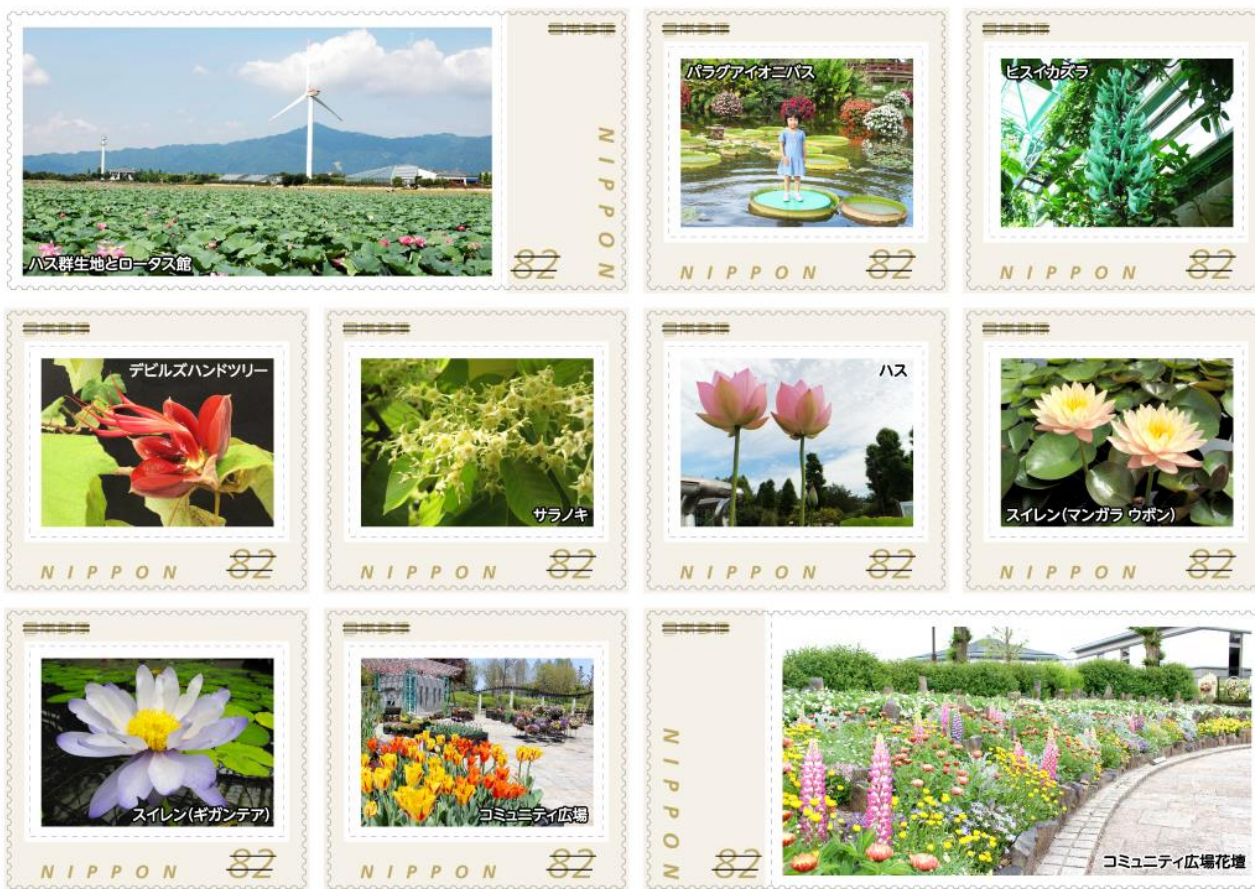 NIPPON
82
ハス群生地とロータス館
パラグアイオニバス
NIPPON 82
ヒスイカズラ
NIPPON 82
デビルズハンドツリー
NIPPON 82
サラノキ
NIPPON 82
ハス
NIPPON 82
スイレン(マンガラ ウボン)
NIPPON 82
スイレン(ギガンテア)
NIPPON 82
コミュニティ広場
NIPPON 82
NIPPON
82
コミュニティ広場花壇